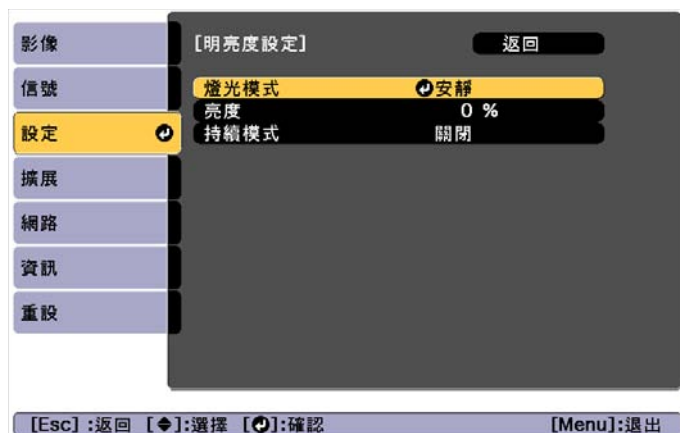 影像
信號
設定
擴展
網路
資訊
重設
[明亮度設定] 返回
燈光模式 安靜
亮度 0 %
持續模式 關閉
[Esc] :返回 [◆]:選擇 [⏎]:確認 [Menu]:退出